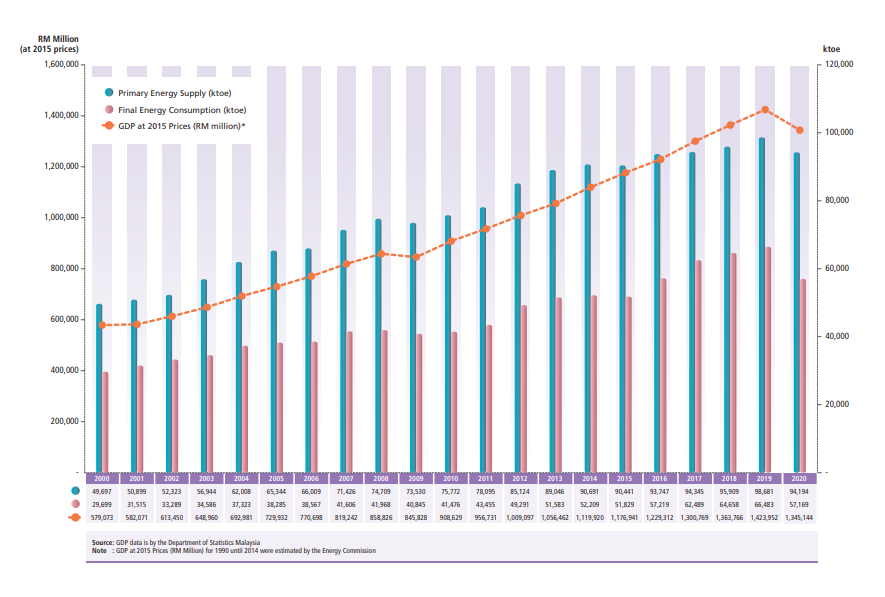 RM Million
(at 2015 prices)
ktoe
1,600,000
120,000
Primary Energy Supply (ktoe)
Final Energy Consumption (ktoe)
GDP at 2015 Prices (RM million)*
1,400,000
100,000
1,200,000
80,000
1,000,000
800,000
60,000
600,000
40,000
400,000
20,000
200,000
-
-
2000 2001 2002 2003 2004 2005 2006 2007 2008 2009 2010 2011 2012 2013 2014 2015 2016 2017 2018 2019 2020
49,697 50,899 52,323 56,944 62,008 65,344 66,009 71,426 74,709 73,530 75,772 78,095 85,124 89,046 90,691 90,441 93,747 94,345 95,909 98,681 94,194
29,699 31,515 33,289 34,586 37,323 38,285 38,567 41,606 41,968 40,845 41,476 43,455 49,291 51,583 52,209 51,829 57,219 62,489 64,658 66,483 57,169
579,073 582,071 613,450 648,960 692,981 729,932 770,698 819,242 858,826 845,828 908,629 956,731 1,009,097 1,056,462 1,119,920 1,176,941 1,229,312 1,300,769 1,363,766 1,423,952 1,345,144
Source: GDP data is by the Department of Statistics Malaysia
Note : GDP at 2015 Prices (RM Million) for 1990 until 2014 were estimated by the Energy Commission